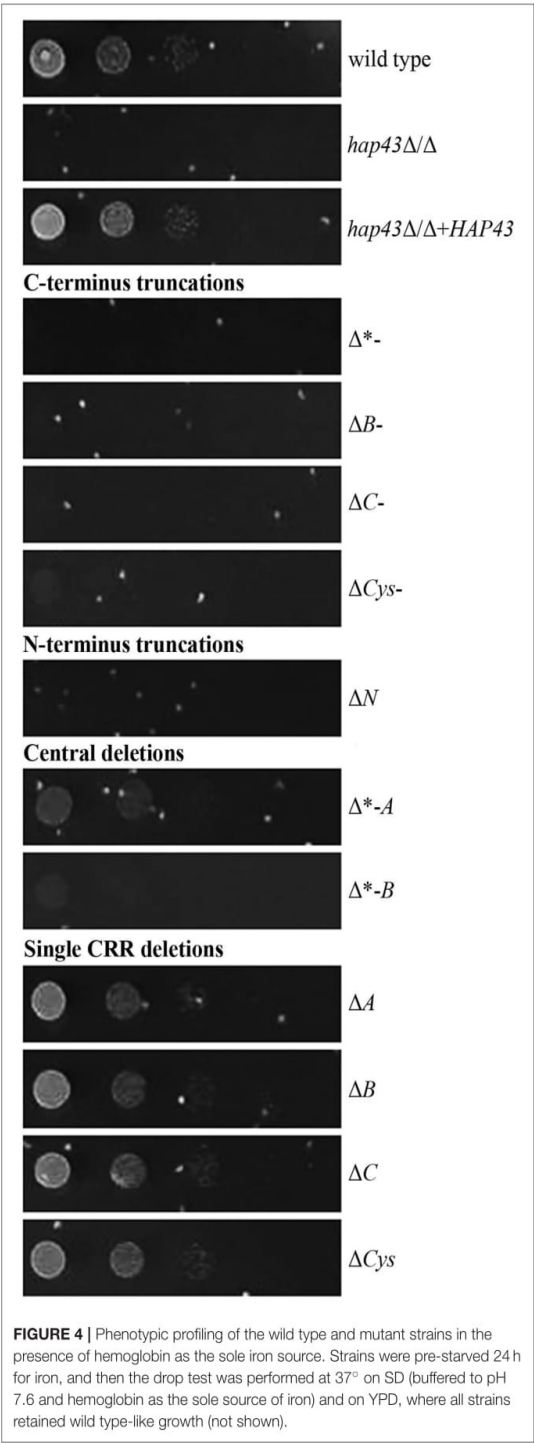 wild type
hap43Δ/Δ
hap43Δ/Δ+HAP43
C-terminus truncations
Δ*-
ΔB-
ΔC-
ΔCys-
N-terminus truncations
ΔN
Central deletions
Δ*-A
Δ*-B
Single CRR deletions
ΔA
ΔB
ΔC
ΔCys
FIGURE 4 | Phenotypic profiling of the wild type and mutant strains in the
presence of hemoglobin as the sole iron source. Strains were pre-starved 24 h
for iron, and then the drop test was performed at 37° on SD (buffered to pH
7.6 and hemoglobin as the sole source of iron) and on YPD, where all strains
retained wild type-like growth (not shown).